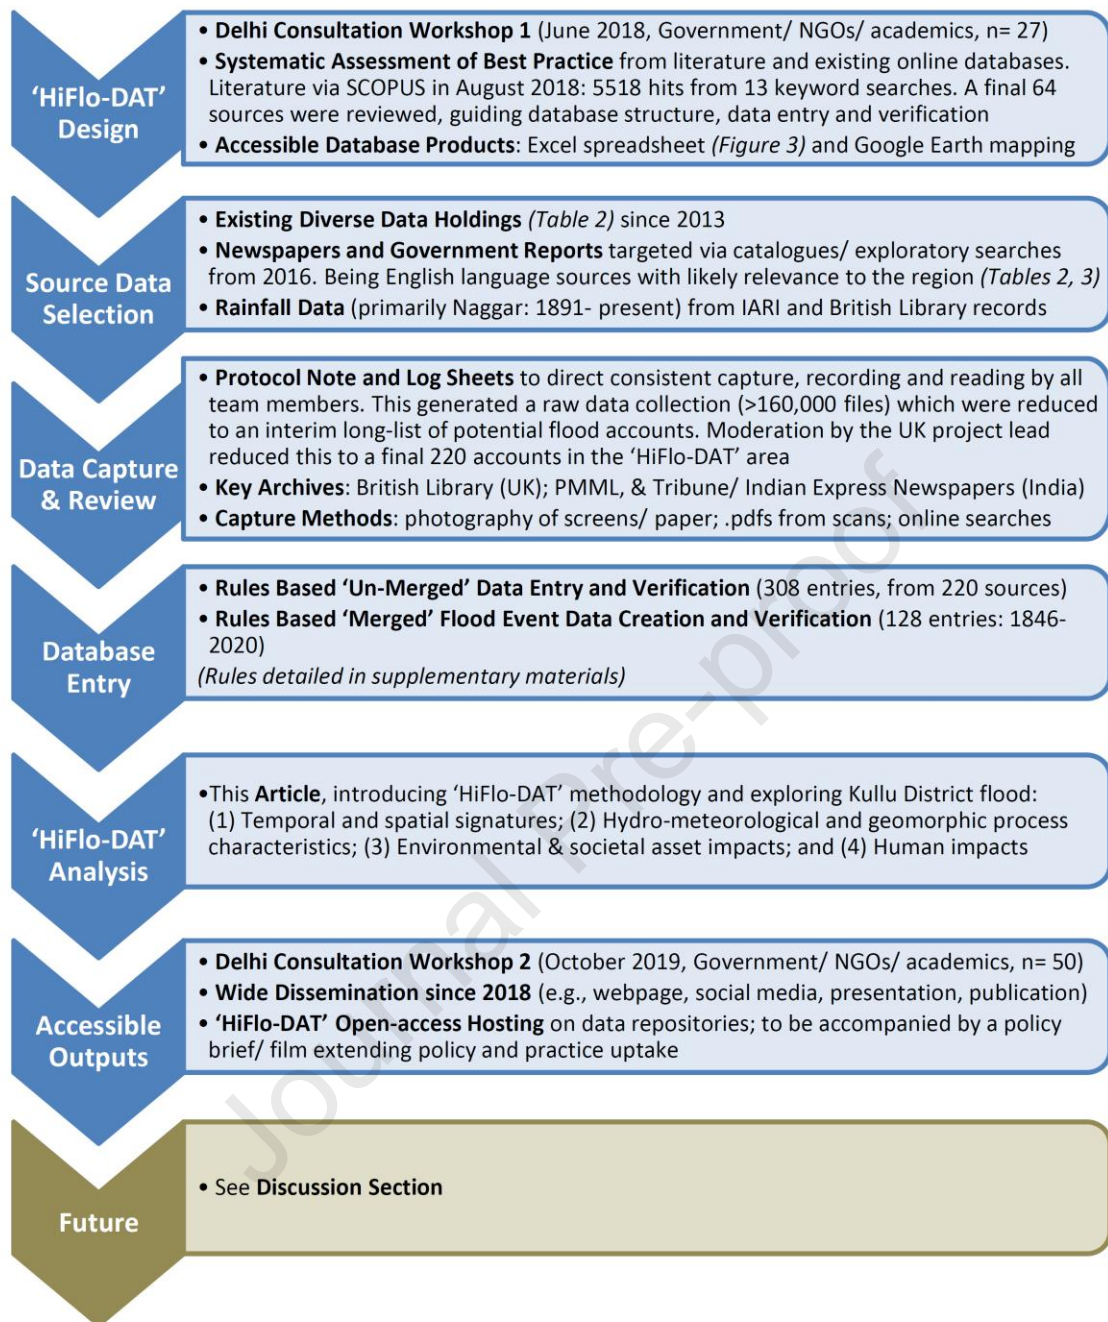 'HiFlo-DAT'
Design
• Delhi Consultation Workshop 1 (June 2018, Government/ NGOs/ academics, n= 27)
• Systematic Assessment of Best Practice from literature and existing online databases.
Literature via SCOPUS in August 2018: 5518 hits from 13 keyword searches. A final 64
sources were reviewed, guiding database structure, data entry and verification
• Accessible Database Products: Excel spreadsheet (Figure 3) and Google Earth mapping
Source Data
Selection
• Existing Diverse Data Holdings (Table 2) since 2013
• Newspapers and Government Reports targeted via catalogues/ exploratory searches
from 2016. Being English language sources with likely relevance to the region (Tables 2, 3)
• Rainfall Data (primarily Naggar: 1891- present) from IARI and British Library records
Data Capture
& Review
• Protocol Note and Log Sheets to direct consistent capture, recording and reading by all
team members. This generated a raw data collection (>160,000 files) which were reduced
to an interim long-list of potential flood accounts. Moderation by the UK project lead
reduced this to a final 220 accounts in the 'HiFlo-DAT' area
• Key Archives: British Library (UK); PMML, & Tribune/ Indian Express Newspapers (India)
• Capture Methods: photography of screens/ paper; .pdfs from scans; online searches
Database
Entry
• Rules Based 'Un-Merged' Data Entry and Verification (308 entries, from 220 sources)
• Rules Based 'Merged' Flood Event Data Creation and Verification (128 entries: 1846-
2020)
(Rules detailed in supplementary materials)
'HiFlo-DAT'
Analysis
•This Article, introducing 'HiFlo-DAT' methodology and exploring Kullu District flood:
(1) Temporal and spatial signatures; (2) Hydro-meteorological and geomorphic process
characteristics; (3) Environmental & societal asset impacts; and (4) Human impacts
Accessible
Outputs
• Delhi Consultation Workshop 2 (October 2019, Government/ NGOs/ academics, n= 50)
• Wide Dissemination since 2018 (e.g., webpage, social media, presentation, publication)
• 'HiFlo-DAT' Open-access Hosting on data repositories; to be accompanied by a policy
brief/ film extending policy and practice uptake
Future
• See Discussion Section
Journal Pre-proof